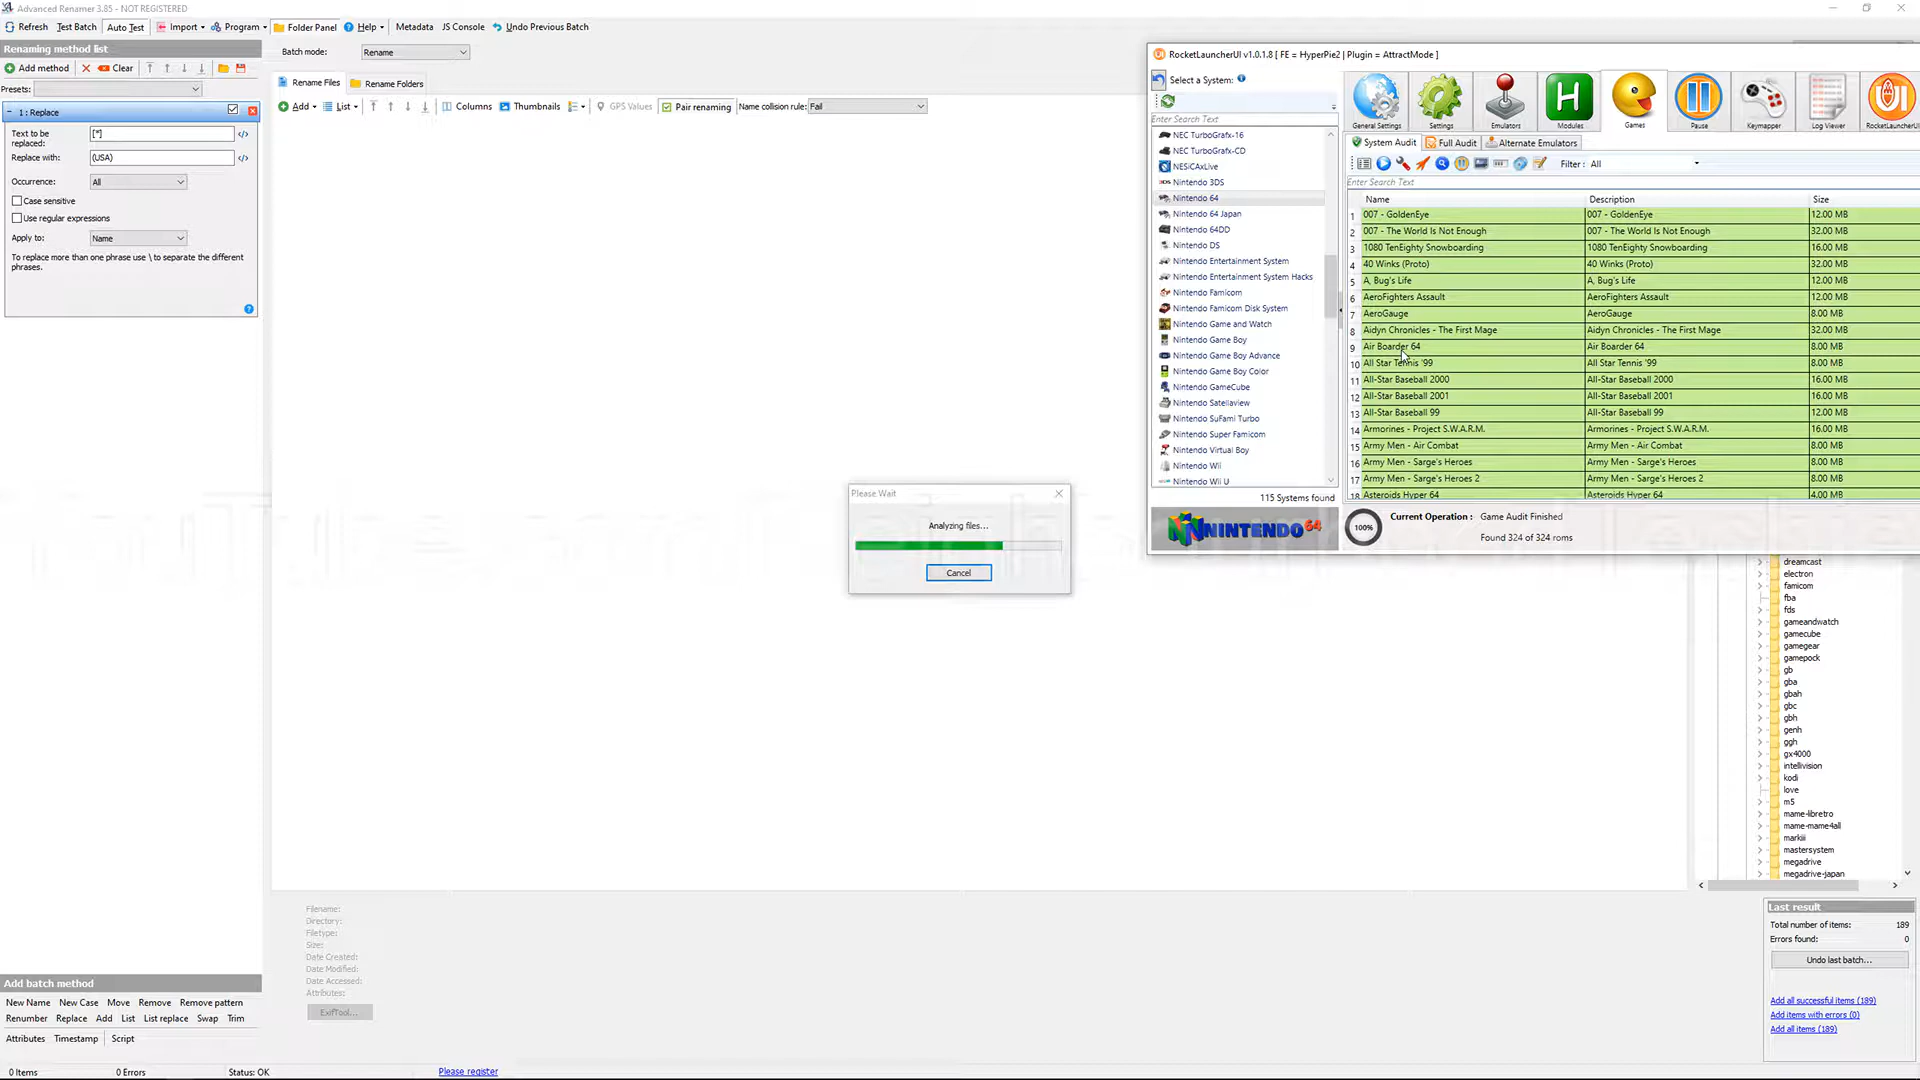 Advanced Renamer 3.85 - NOT REGISTERED
Refresh Test Batch Auto Test Import Program Folder Panel Help Metadata JS Console Undo Previous Batch
Renaming method list
Add method Clear
Presets:
1 : Replace
Text to be replaced: [*]
Replace with: (USA)
Occurrence: All
Case sensitive
Use regular expressions
Apply to: Name
To replace more than one phrase use \ to separate the different
phrases.
Batch mode: Rename
Rename Files Rename Folders
Add List Columns Thumbnails GPS Values Pair renaming Name collision rule: Fail
Please Wait
Analyzing files...
Cancel
RocketLauncherUI v1.0.1.8 [ FE = HyperPie2 | Plugin = AttractMode ]
Select a System:
Enter Search Text
NEC TurboGrafx-16
NEC TurboGrafx-CD
NESiCAxLive
Nintendo 3DS
Nintendo 64
Nintendo 64 Japan
Nintendo 64DD
Nintendo DS
Nintendo Entertainment System
Nintendo Entertainment System Hacks
Nintendo Famicom
Nintendo Famicom Disk System
Nintendo Game and Watch
Nintendo Game Boy
Nintendo Game Boy Advance
Nintendo Game Boy Color
Nintendo GameCube
Nintendo Satellaview
Nintendo SuFami Turbo
Nintendo Super Famicom
Nintendo Virtual Boy
Nintendo Wii
Nintendo Wii U
115 Systems found
NINTENDO 64
General Settings Settings Emulators Modules Games Pause Keymapper Log Viewer RocketLauncherUI
System Audit Full Audit Alternate Emulators
Filter : All
Enter Search Text
Name Description Size
1 007 - GoldenEye 007 - GoldenEye 12.00 MB
2 007 - The World Is Not Enough 007 - The World Is Not Enough 32.00 MB
3 1080 TenEighty Snowboarding 1080 TenEighty Snowboarding 16.00 MB
4 40 Winks (Proto) 40 Winks (Proto) 32.00 MB
5 A, Bug's Life A, Bug's Life 12.00 MB
6 AeroFighters Assault AeroFighters Assault 12.00 MB
7 AeroGauge AeroGauge 8.00 MB
8 Aidyn Chronicles - The First Mage Aidyn Chronicles - The First Mage 32.00 MB
9 Air Boarder 64 Air Boarder 64 8.00 MB
10 All Star Tennis '99 All Star Tennis '99 8.00 MB
11 All-Star Baseball 2000 All-Star Baseball 2000 16.00 MB
12 All-Star Baseball 2001 All-Star Baseball 2001 16.00 MB
13 All-Star Baseball 99 All-Star Baseball 99 12.00 MB
14 Armorines - Project S.W.A.R.M. Armorines - Project S.W.A.R.M. 16.00 MB
15 Army Men - Air Combat Army Men - Air Combat 8.00 MB
16 Army Men - Sarge's Heroes Army Men - Sarge's Heroes 8.00 MB
17 Army Men - Sarge's Heroes 2 Army Men - Sarge's Heroes 2 8.00 MB
18 Asteroids Hyper 64 Asteroids Hyper 64 4.00 MB
100% Current Operation : Game Audit Finished
Found 324 of 324 roms
dreamcast
electron
famicom
fba
fds
gameandwatch
gamecube
gamegear
gamepock
gb
gba
gbah
gbc
gbh
genh
ggh
gx4000
intellivision
kodi
love
m5
mame-libretro
mame-mame4all
markiii
mastersystem
megadrive
megadrive-japan
Filename:
Directory:
Filetype:
Size:
Date Created:
Date Modified:
Date Accessed:
Attributes:
ExifTool...
Last result
Total number of items: 189
Errors found: 0
Undo last batch...
Add all successful items (189)
Add items with errors (0)
Add all items (189)
Add batch method
New Name New Case Move Remove Remove pattern
Renumber Replace Add List List replace Swap Trim
Attributes Timestamp Script
0 Items 0 Errors Status: OK Please register